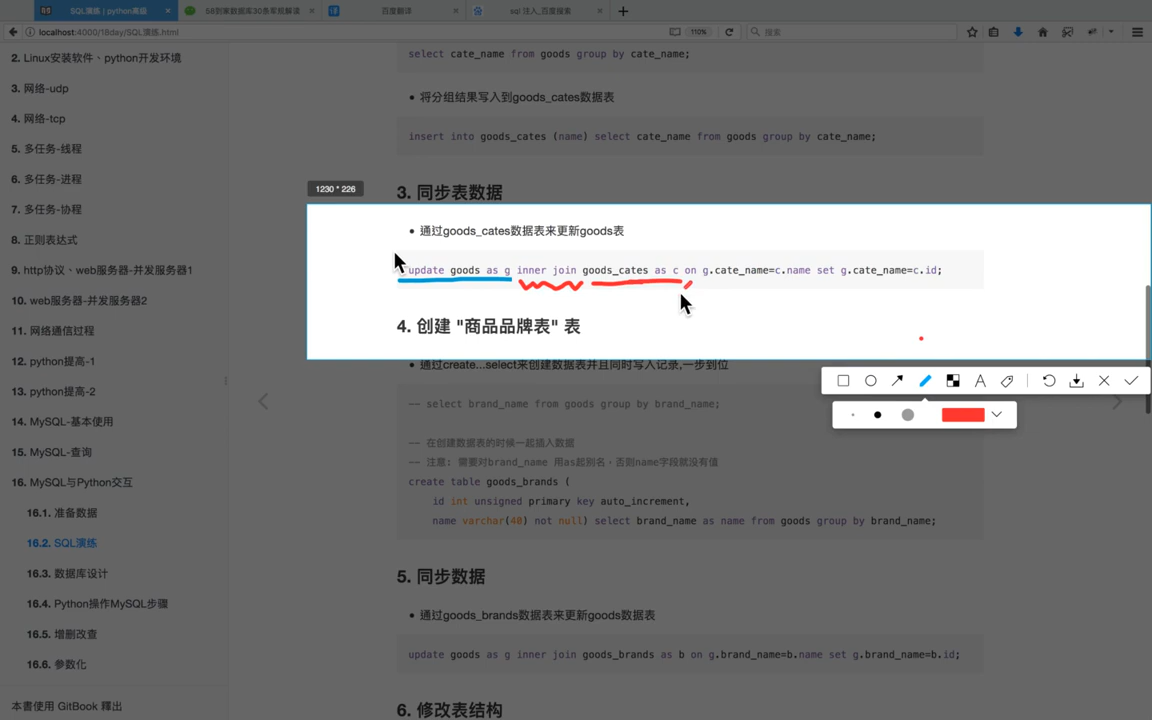 SQL演练 | python高级
58到家数据库30条军规解读
百度翻译
sql 注入_百度搜索
localhost:4000/18day/SQL演练.html
110%
搜索
2. Linux安装软件、python开发环境
3. 网络-udp
4. 网络-tcp
5. 多任务-线程
6. 多任务-进程
7. 多任务-协程
8. 正则表达式
9. http协议、web服务器-并发服务器1
10. web服务器-并发服务器2
11. 网络通信过程
12. python提高-1
13. python提高-2
14. MySQL-基本使用
15. MySQL-查询
16. MySQL与Python交互
16.1. 准备数据
16.2. SQL演练
16.3. 数据库设计
16.4. Python操作MySQL步骤
16.5. 增删改查
16.6. 参数化
本書使用 GitBook 釋出
select cate_name from goods group by cate_name;
将分组结果写入到goods_cates数据表
insert into goods_cates (name) select cate_name from goods group by cate_name;
1230 * 226
3. 同步表数据
通过goods_cates数据表来更新goods表
update goods as g inner join goods_cates as c on g.cate_name=c.name set g.cate_name=c.id;
4. 创建 "商品品牌表" 表
通过create...select来创建数据表并且同时写入记录,一步到位
-- select brand_name from goods group by brand_name;
-- 在创建数据表的时候一起插入数据
-- 注意: 需要对brand_name 用as起别名，否则name字段就没有值
create table goods_brands (
id int unsigned primary key auto_increment,
name varchar(40) not null) select brand_name as name from goods group by brand_name;
5. 同步数据
通过goods_brands数据表来更新goods数据表
update goods as g inner join goods_brands as b on g.brand_name=b.name set g.brand_name=b.id;
6. 修改表结构